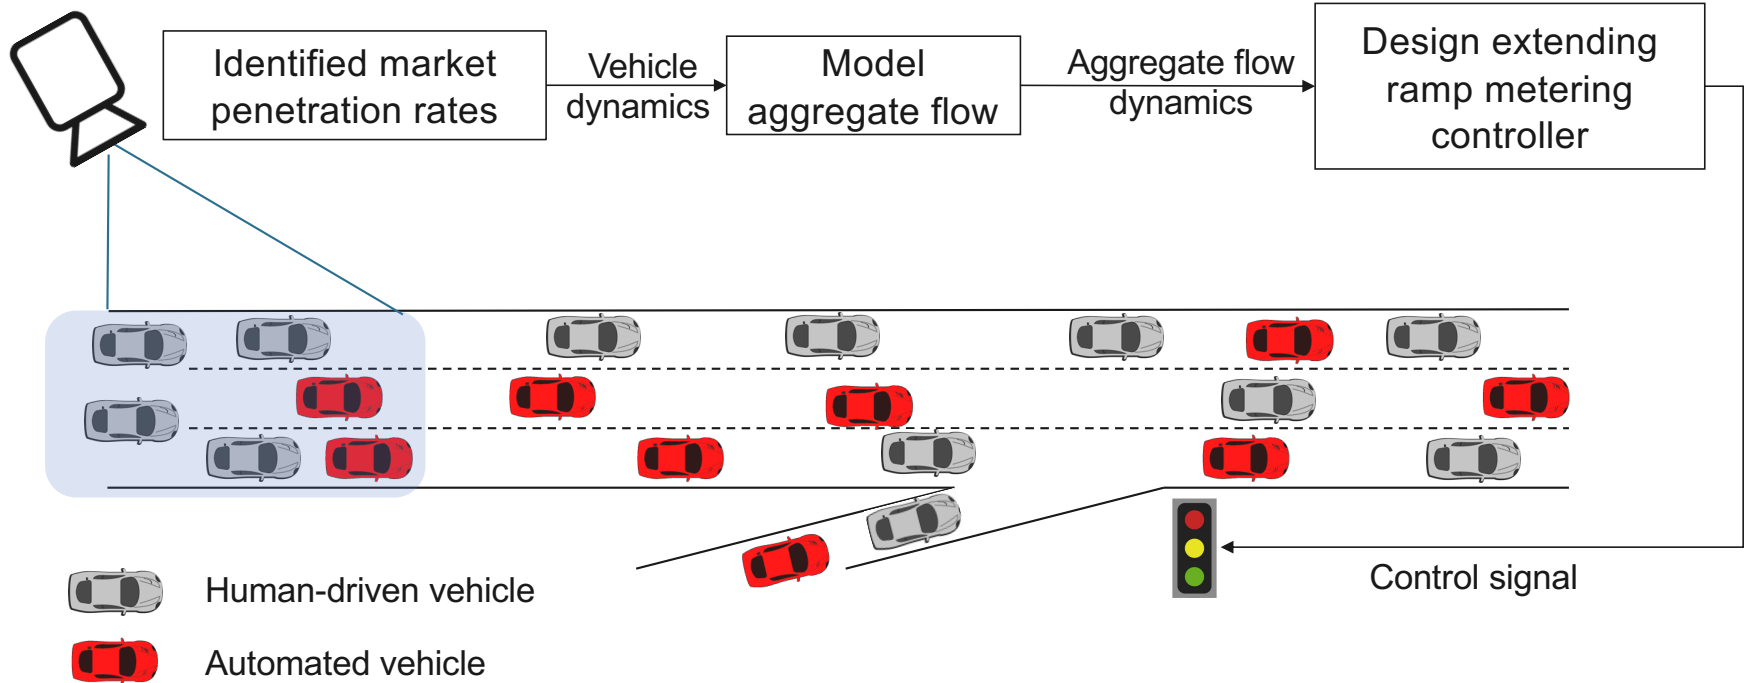 Identified market
penetration rates
Vehicle
dynamics
Model
aggregate flow
Aggregate flow
dynamics
Design extending
ramp metering
controller
Control signal
Human-driven vehicle
Automated vehicle